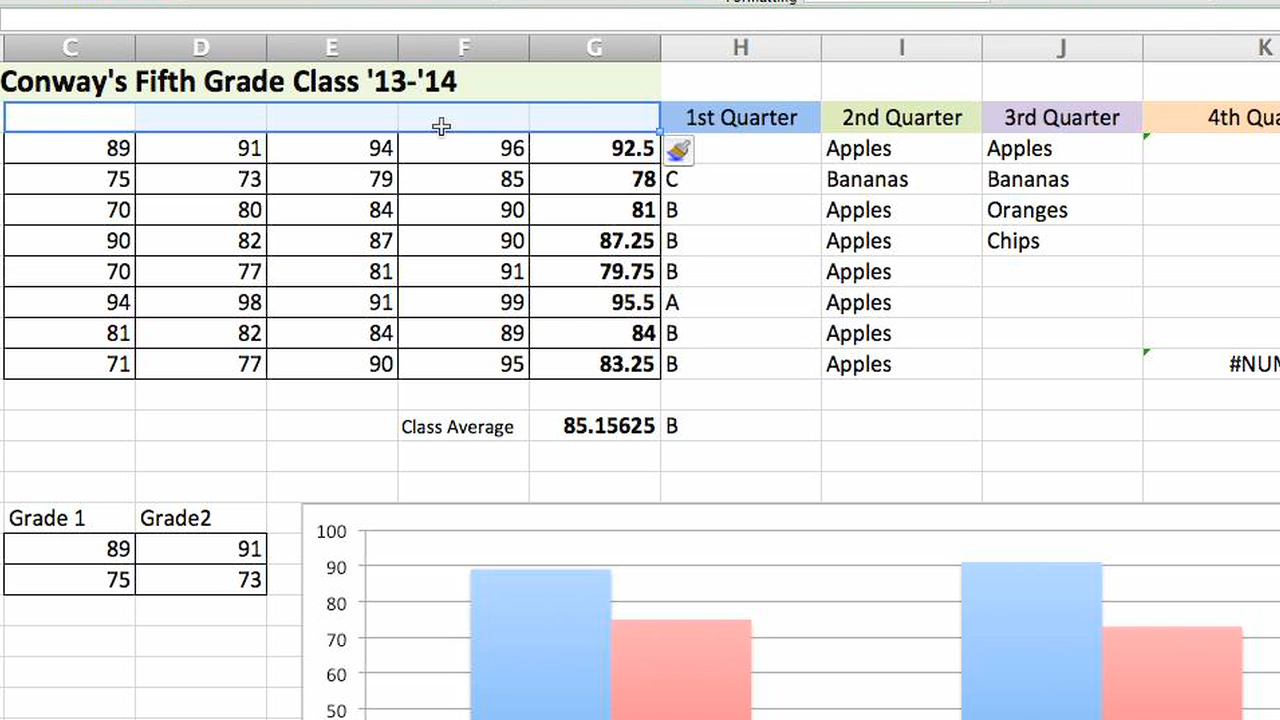 Formatting
C D E F G H I J K
Conway's Fifth Grade Class '13-'14
1st Quarter 2nd Quarter 3rd Quarter 4th
89 91 94 96 92.5 Apples Apples
75 73 79 85 78 C Bananas Bananas
70 80 84 90 81 B Apples Oranges
90 82 87 90 87.25 B Apples Chips
70 77 81 91 79.75 B Apples
94 98 91 99 95.5 A Apples
81 82 84 89 84 B Apples
71 77 90 95 83.25 B Apples #NUM
Class Average 85.15625 B
Grade 1 Grade2
89 91
75 73
100
90
80
70
60
50